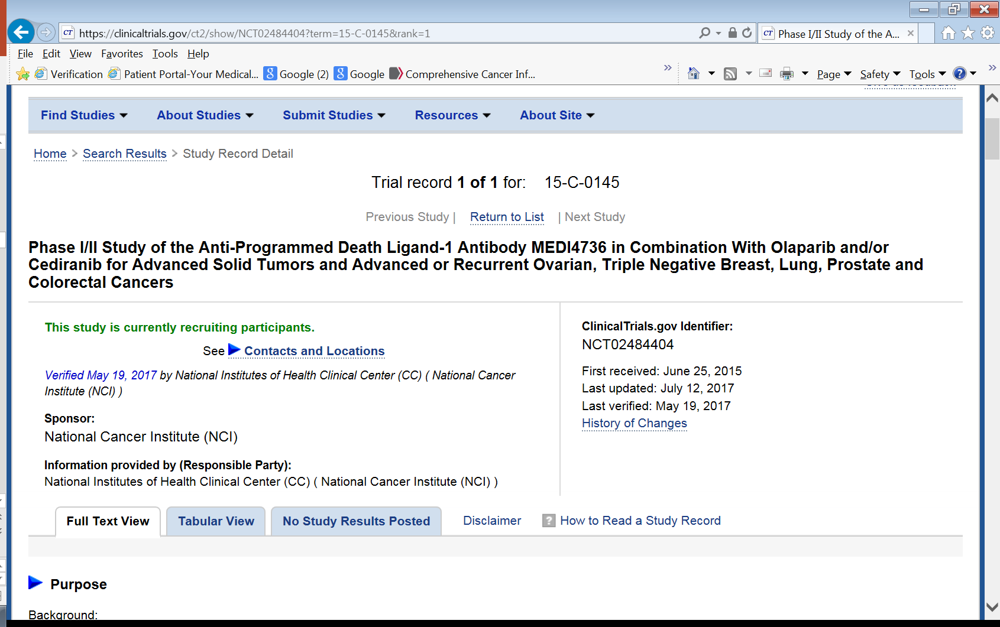 https://clinicaltrials.gov/ct2/show/NCT02484404?term=15-C-0145&rank=1
CT Phase I/II Study of the A...
File Edit View Favorites Tools Help
Verification Patient Portal-Your Medical... Google (2) Google Comprehensive Cancer Inf... Page Safety Tools
Find Studies About Studies Submit Studies Resources About Site
Home > Search Results > Study Record Detail
Trial record 1 of 1 for: 15-C-0145
Previous Study | Return to List | Next Study
Phase I/II Study of the Anti-Programmed Death Ligand-1 Antibody MEDI4736 in Combination With Olaparib and/or
Cediranib for Advanced Solid Tumors and Advanced or Recurrent Ovarian, Triple Negative Breast, Lung, Prostate and
Colorectal Cancers
This study is currently recruiting participants.
See Contacts and Locations
Verified May 19, 2017 by National Institutes of Health Clinical Center (CC) ( National Cancer
Institute (NCI) )
Sponsor:
National Cancer Institute (NCI)
Information provided by (Responsible Party):
National Institutes of Health Clinical Center (CC) ( National Cancer Institute (NCI) )
ClinicalTrials.gov Identifier:
NCT02484404
First received: June 25, 2015
Last updated: July 12, 2017
Last verified: May 19, 2017
History of Changes
Full Text View Tabular View No Study Results Posted Disclaimer ? How to Read a Study Record
Purpose
Background: